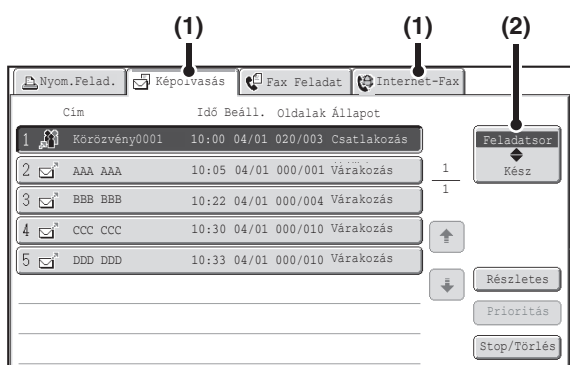 (1) (1) (2)
Nyom.Felad. Képolvasás Fax Feladat Internet-Fax
Cím Idő Beáll. Oldalak Állapot
1 Körözvény0001 10:00 04/01 020/003 Csatlakozás
Feladatsor
Kész
2 AAA AAA 10:05 04/01 000/001 Várakozás
1
1
3 BBB BBB 10:22 04/01 000/004 Várakozás
4 CCC CCC 10:30 04/01 000/010 Várakozás
5 DDD DDD 10:33 04/01 000/010 Várakozás
Részletes
Prioritás
Stop/Törlés